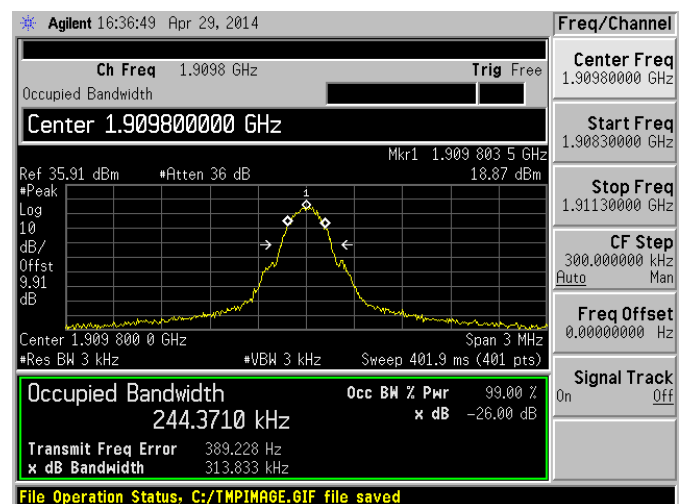 Agilent 16:36:49 Apr 29, 2014
Freq/Channel
Ch Freq 1.9098 GHz Trig Free
Occupied Bandwidth
Center 1.909800000 GHz
Mkr1 1.909 803 5 GHz
Ref 35.91 dBm #Atten 36 dB 18.87 dBm
#Peak
Log
10
dB/
Offst
9.91
dB
1
Center 1.909 800 0 GHz Span 3 MHz
#Res BW 3 kHz #VBW 3 kHz Sweep 401.9 ms (401 pts)
Occupied Bandwidth Occ BW % Pwr 99.00 %
244.3710 kHz x dB -26.00 dB
Transmit Freq Error 389.228 Hz
x dB Bandwidth 313.833 kHz
File Operation Status, C:/TMPIMAGE.GIF file saved
Center Freq
1.90980000 GHz
Start Freq
1.90830000 GHz
Stop Freq
1.91130000 GHz
CF Step
300.000000 kHz
Auto Man
Freq Offset
0.00000000 Hz
Signal Track
On Off